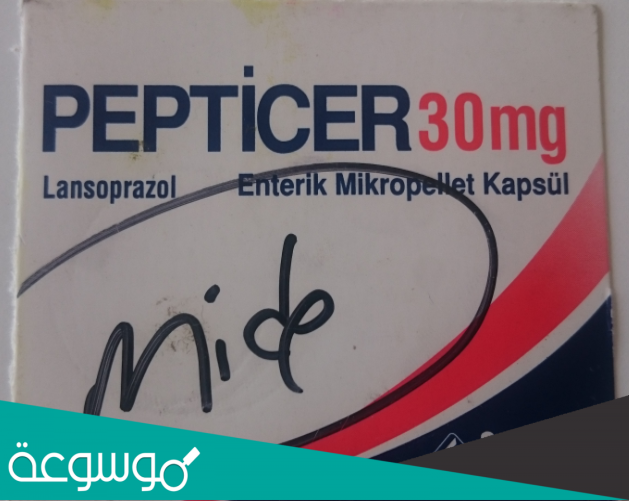 PEPTİCER 30mg
Lansoprazol Enterik Mikropellet Kapsül
Mide
موسوعة